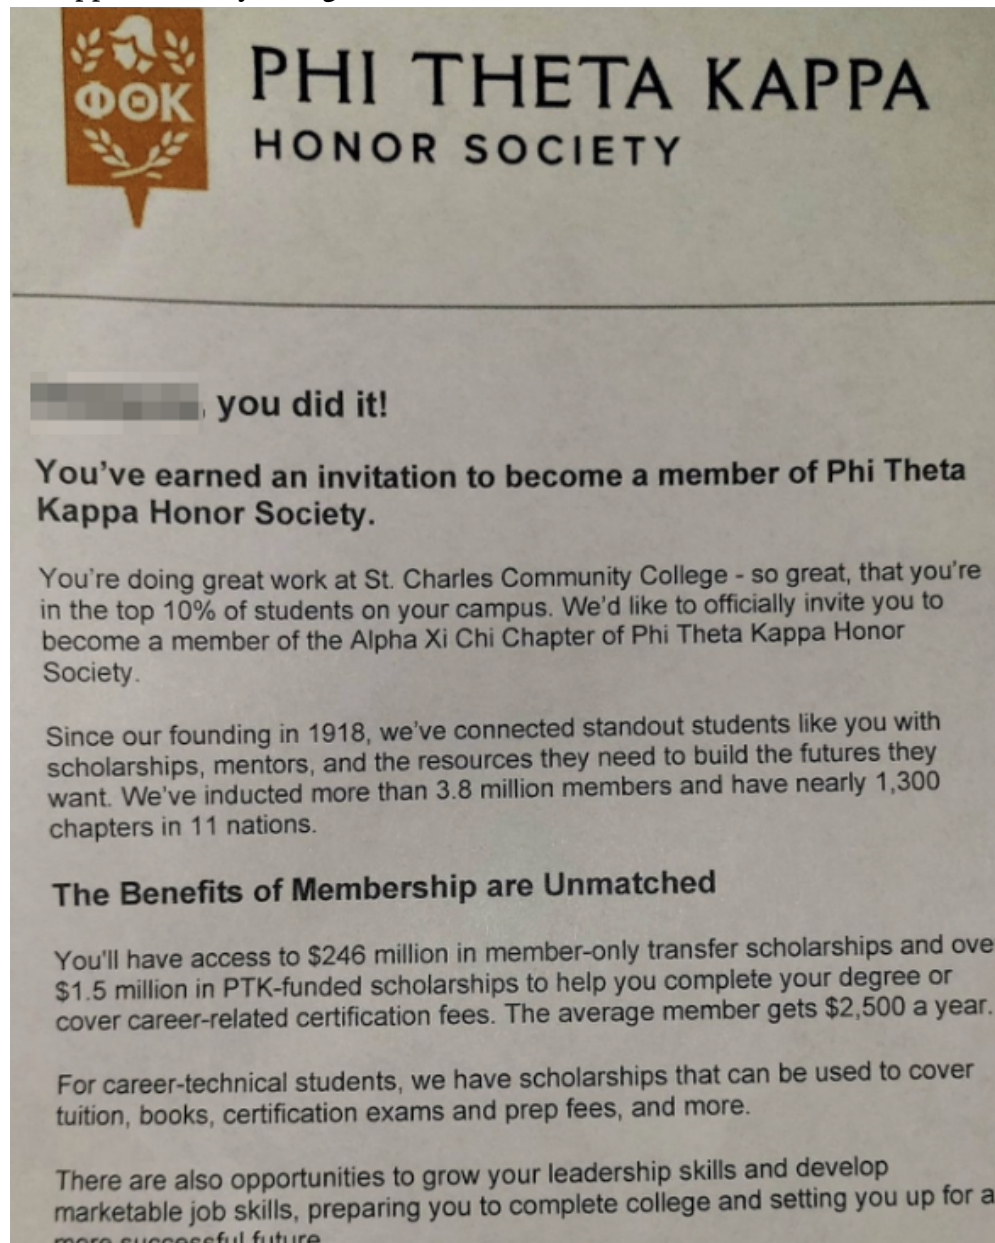 ΦΘΚ
PHI THETA KAPPA
HONOR SOCIETY
, you did it!
You've earned an invitation to become a member of Phi Theta
Kappa Honor Society.
You're doing great work at St. Charles Community College - so great, that you're
in the top 10% of students on your campus. We'd like to officially invite you to
become a member of the Alpha Xi Chi Chapter of Phi Theta Kappa Honor
Society.
Since our founding in 1918, we've connected standout students like you with
scholarships, mentors, and the resources they need to build the futures they
want. We've inducted more than 3.8 million members and have nearly 1,300
chapters in 11 nations.
The Benefits of Membership are Unmatched
You'll have access to $246 million in member-only transfer scholarships and ove
$1.5 million in PTK-funded scholarships to help you complete your degree or
cover career-related certification fees. The average member gets $2,500 a year.
For career-technical students, we have scholarships that can be used to cover
tuition, books, certification exams and prep fees, and more.
There are also opportunities to grow your leadership skills and develop
marketable job skills, preparing you to complete college and setting you up for a
more successful future